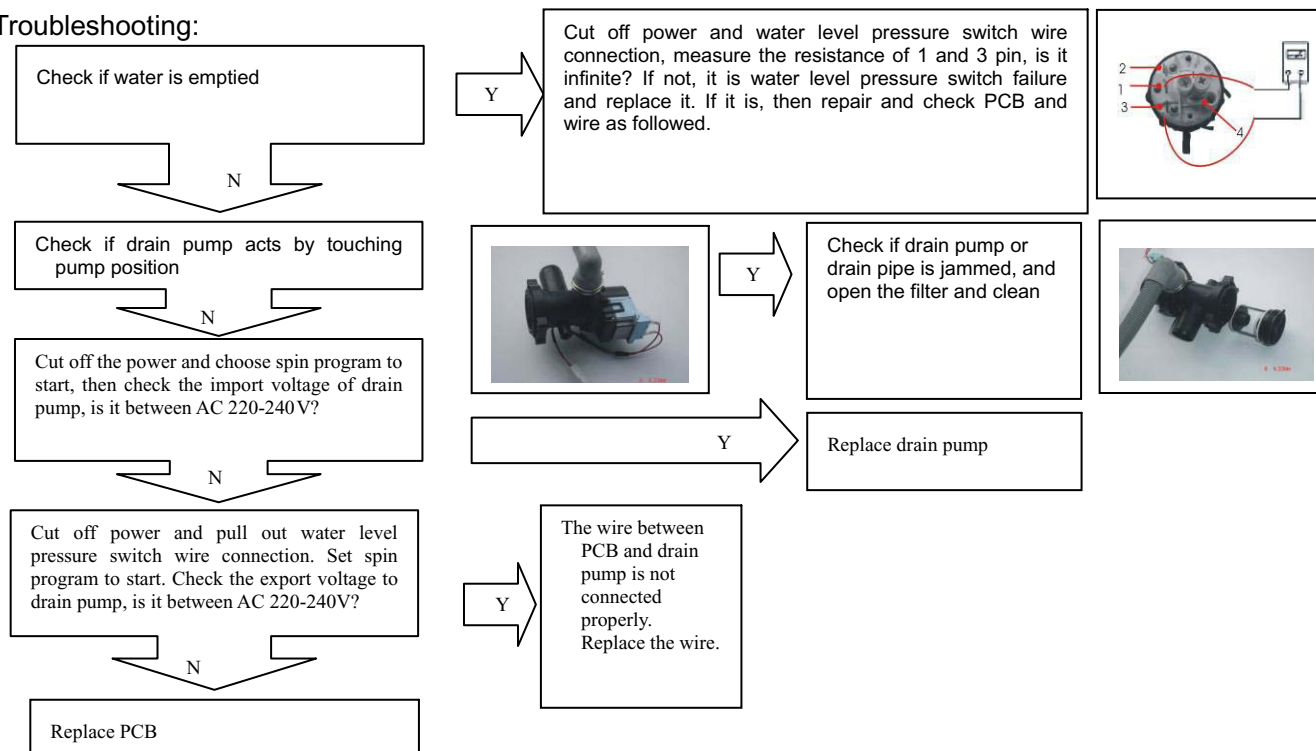 Troubleshooting:
Check if water is emptied
Y
Cut off power and water level pressure switch wire
connection, measure the resistance of 1 and 3 pin, is it
infinite? If not, it is water level pressure switch failure
and replace it. If it is, then repair and check PCB and
wire as followed.
2
1
3
4
N
Check if drain pump acts by touching
pump position
Y
Check if drain pump or
drain pipe is jammed, and
open the filter and clean
N
Cut off the power and choose spin program to
start, then check the import voltage of drain
pump, is it between AC 220-240V?
Y
Replace drain pump
N
Cut off power and pull out water level
pressure switch wire connection. Set spin
program to start. Check the export voltage to
drain pump, is it between AC 220-240V?
Y
The wire between
PCB and drain
pump is not
connected
properly.
Replace the wire.
N
Replace PCB